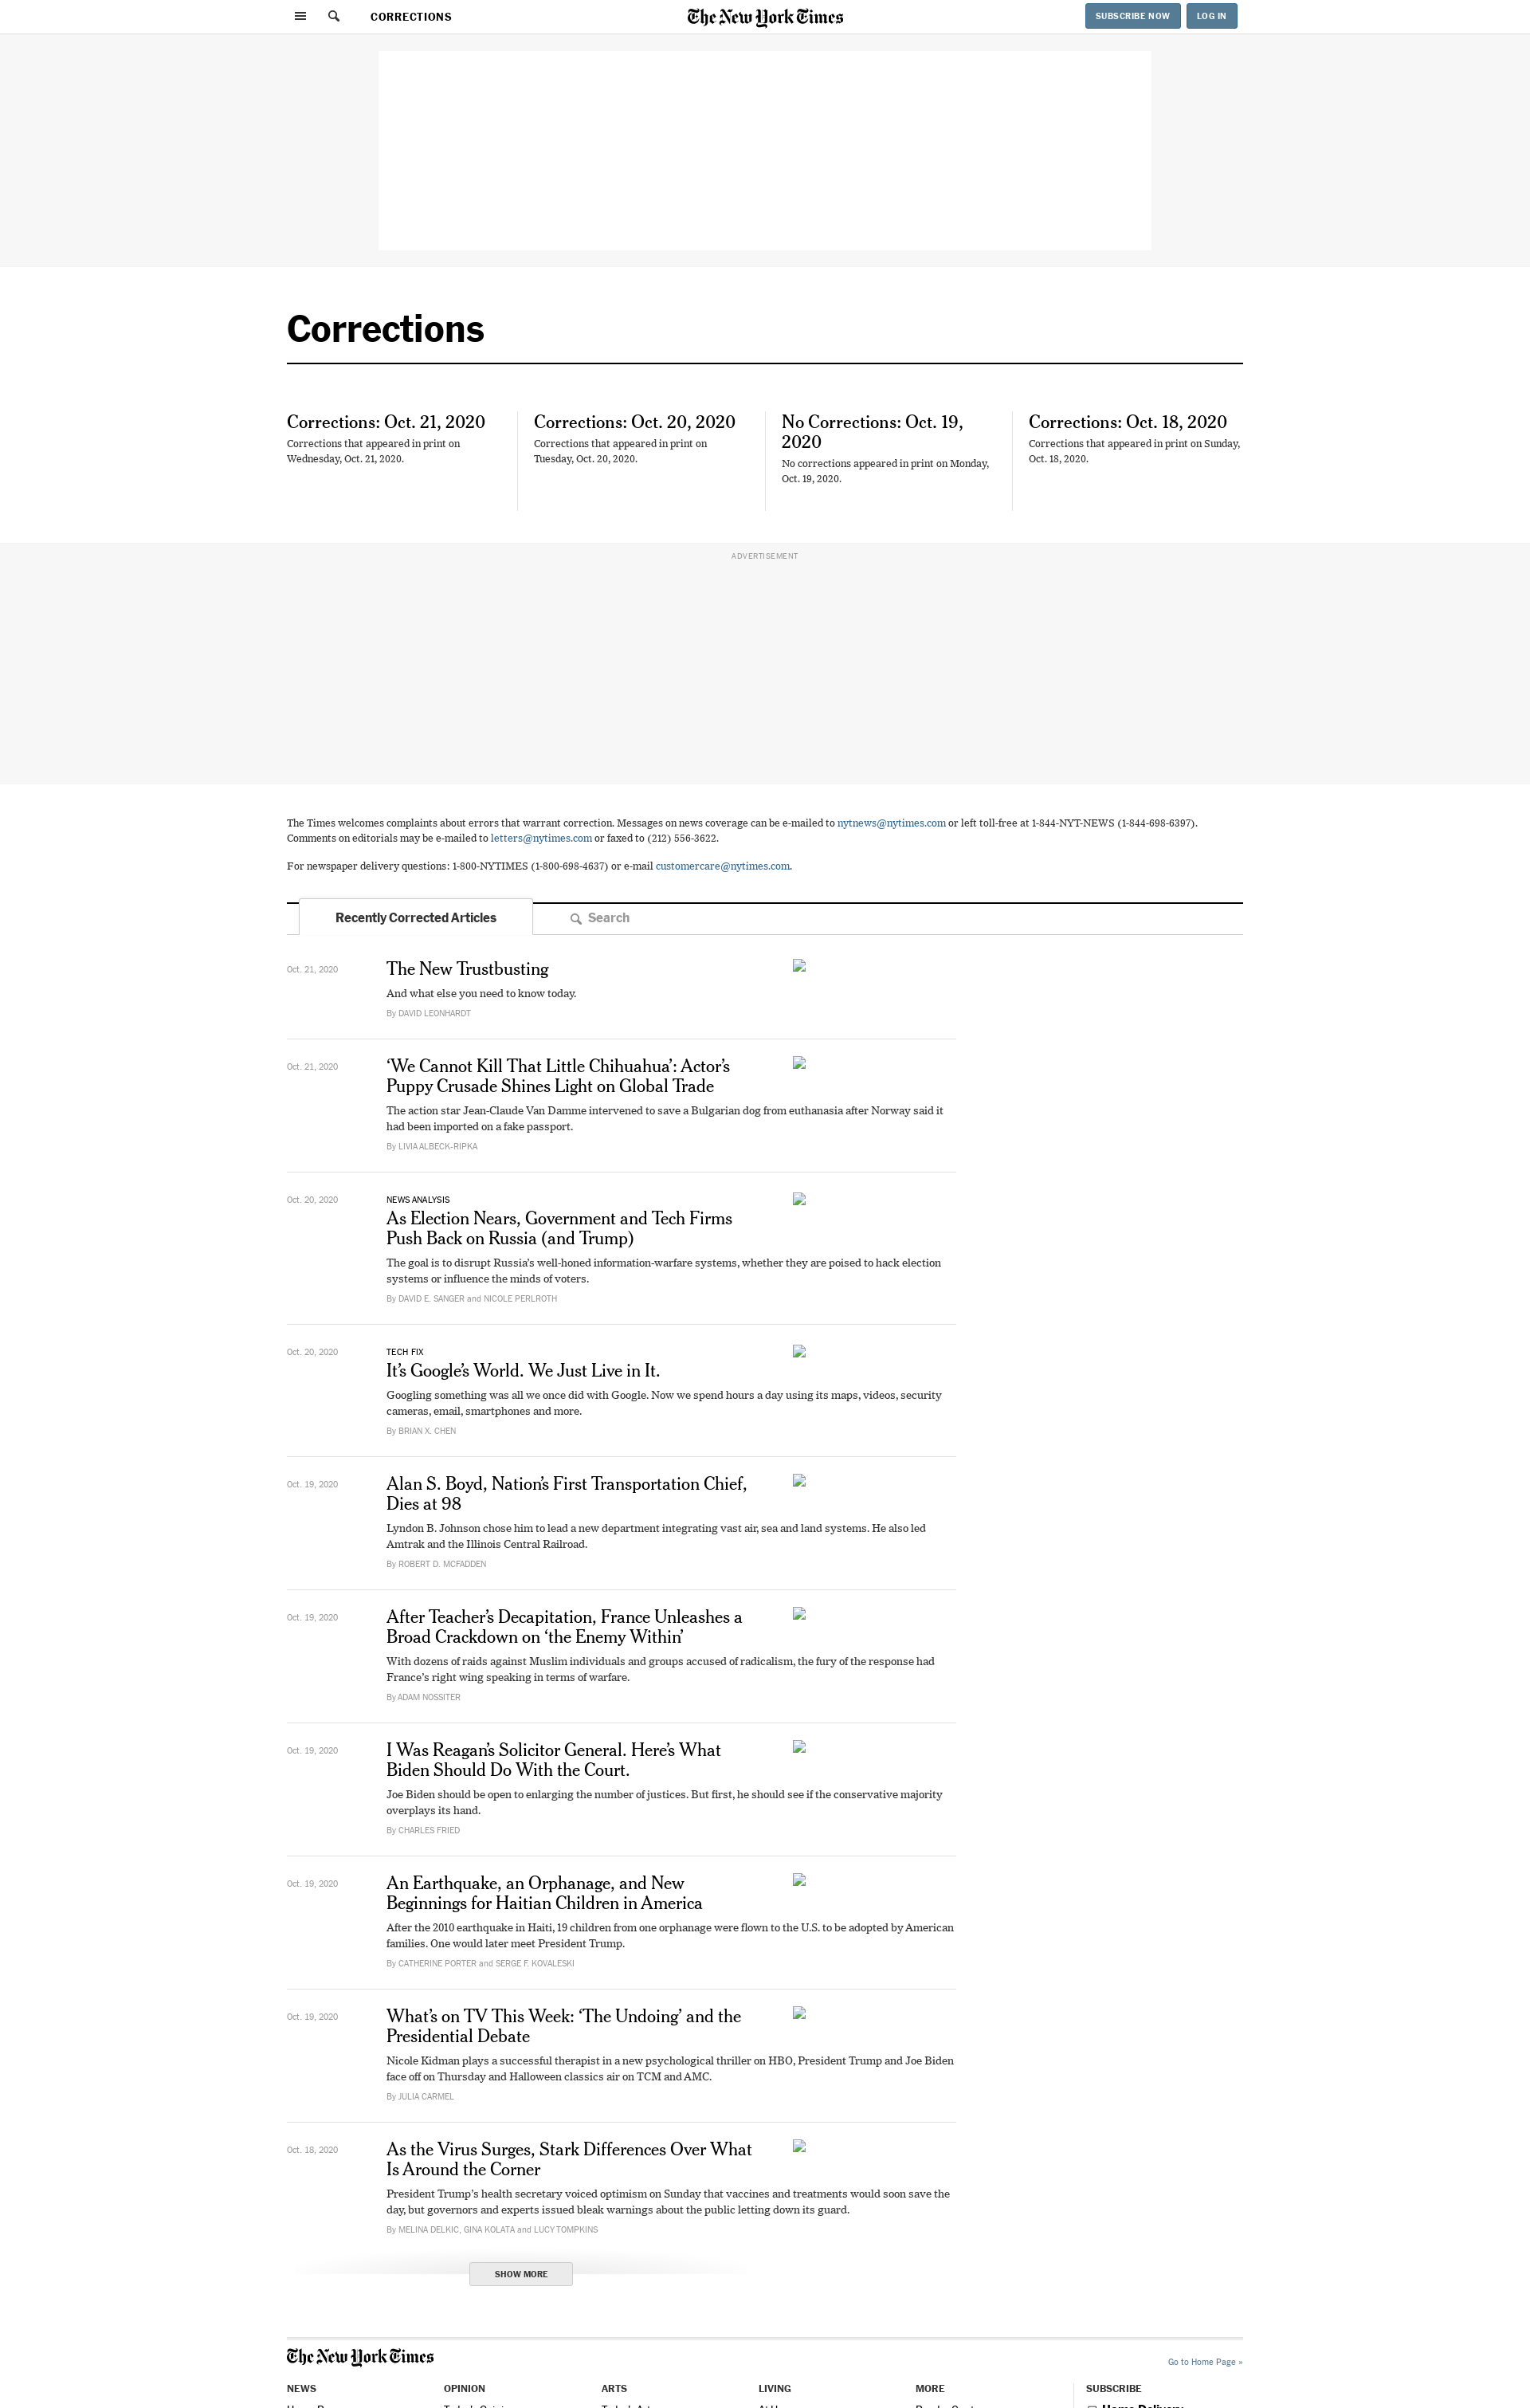 CORRECTIONS
The New York Times
SUBSCRIBE NOW
LOG IN
Corrections
Corrections: Oct. 21, 2020
Corrections that appeared in print on
Wednesday, Oct. 21, 2020.
Corrections: Oct. 20, 2020
Corrections that appeared in print on
Tuesday, Oct. 20, 2020.
No Corrections: Oct. 19,
2020
No corrections appeared in print on Monday,
Oct. 19, 2020.
Corrections: Oct. 18, 2020
Corrections that appeared in print on Sunday,
Oct. 18, 2020.
ADVERTISEMENT
The Times welcomes complaints about errors that warrant correction. Messages on news coverage can be e-mailed to nytnews@nytimes.com or left toll-free at 1-844-NYT-NEWS (1-844-698-6397).
Comments on editorials may be e-mailed to letters@nytimes.com or faxed to (212) 556-3622.
For newspaper delivery questions: 1-800-NYTIMES (1-800-698-4637) or e-mail customercare@nytimes.com.
Recently Corrected Articles
Search
Oct. 21, 2020
The New Trustbusting
And what else you need to know today.
By DAVID LEONHARDT
Oct. 21, 2020
‘We Cannot Kill That Little Chihuahua’: Actor’s
Puppy Crusade Shines Light on Global Trade
The action star Jean-Claude Van Damme intervened to save a Bulgarian dog from euthanasia after Norway said it
had been imported on a fake passport.
By LIVIA ALBECK-RIPKA
Oct. 20, 2020
NEWS ANALYSIS
As Election Nears, Government and Tech Firms
Push Back on Russia (and Trump)
The goal is to disrupt Russia’s well-honed information-warfare systems, whether they are poised to hack election
systems or influence the minds of voters.
By DAVID E. SANGER and NICOLE PERLROTH
Oct. 20, 2020
TECH FIX
It’s Google’s World. We Just Live in It.
Googling something was all we once did with Google. Now we spend hours a day using its maps, videos, security
cameras, email, smartphones and more.
By BRIAN X. CHEN
Oct. 19, 2020
Alan S. Boyd, Nation’s First Transportation Chief,
Dies at 98
Lyndon B. Johnson chose him to lead a new department integrating vast air, sea and land systems. He also led
Amtrak and the Illinois Central Railroad.
By ROBERT D. MCFADDEN
Oct. 19, 2020
After Teacher’s Decapitation, France Unleashes a
Broad Crackdown on ‘the Enemy Within’
With dozens of raids against Muslim individuals and groups accused of radicalism, the fury of the response had
France’s right wing speaking in terms of warfare.
By ADAM NOSSITER
Oct. 19, 2020
I Was Reagan’s Solicitor General. Here’s What
Biden Should Do With the Court.
Joe Biden should be open to enlarging the number of justices. But first, he should see if the conservative majority
overplays its hand.
By CHARLES FRIED
Oct. 19, 2020
An Earthquake, an Orphanage, and New
Beginnings for Haitian Children in America
After the 2010 earthquake in Haiti, 19 children from one orphanage were flown to the U.S. to be adopted by American
families. One would later meet President Trump.
By CATHERINE PORTER and SERGE F. KOVALESKI
Oct. 19, 2020
What’s on TV This Week: ‘The Undoing’ and the
Presidential Debate
Nicole Kidman plays a successful therapist in a new psychological thriller on HBO, President Trump and Joe Biden
face off on Thursday and Halloween classics air on TCM and AMC.
By JULIA CARMEL
Oct. 18, 2020
As the Virus Surges, Stark Differences Over What
Is Around the Corner
President Trump’s health secretary voiced optimism on Sunday that vaccines and treatments would soon save the
day, but governors and experts issued bleak warnings about the public letting down its guard.
By MELINA DELKIC, GINA KOLATA and LUCY TOMPKINS
SHOW MORE
The New York Times
Go to Home Page »
NEWS
OPINION
ARTS
LIVING
MORE
SUBSCRIBE